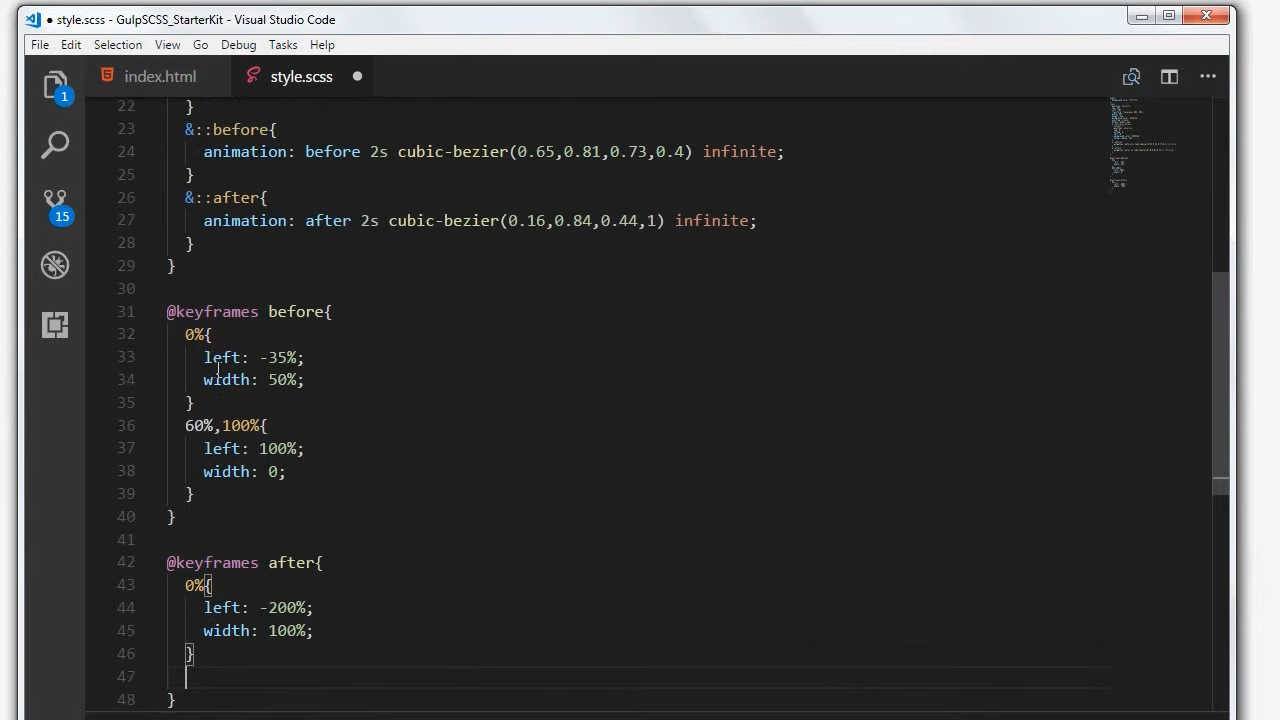 ● style.scss - GulpSCSS_StarterKit - Visual Studio Code
File Edit Selection View Go Debug Tasks Help
index.html style.scss ●
1
15
22 }
23 &::before{
24 animation: before 2s cubic-bezier(0.65,0.81,0.73,0.4) infinite;
25 }
26 &::after{
27 animation: after 2s cubic-bezier(0.16,0.84,0.44,1) infinite;
28 }
29 }
30
31 @keyframes before{
32 0%{
33 left: -35%;
34 width: 50%;
35 }
36 60%,100%{
37 left: 100%;
38 width: 0;
39 }
40 }
41
42 @keyframes after{
43 0%{
44 left: -200%;
45 width: 100%;
46 }
47
48 }